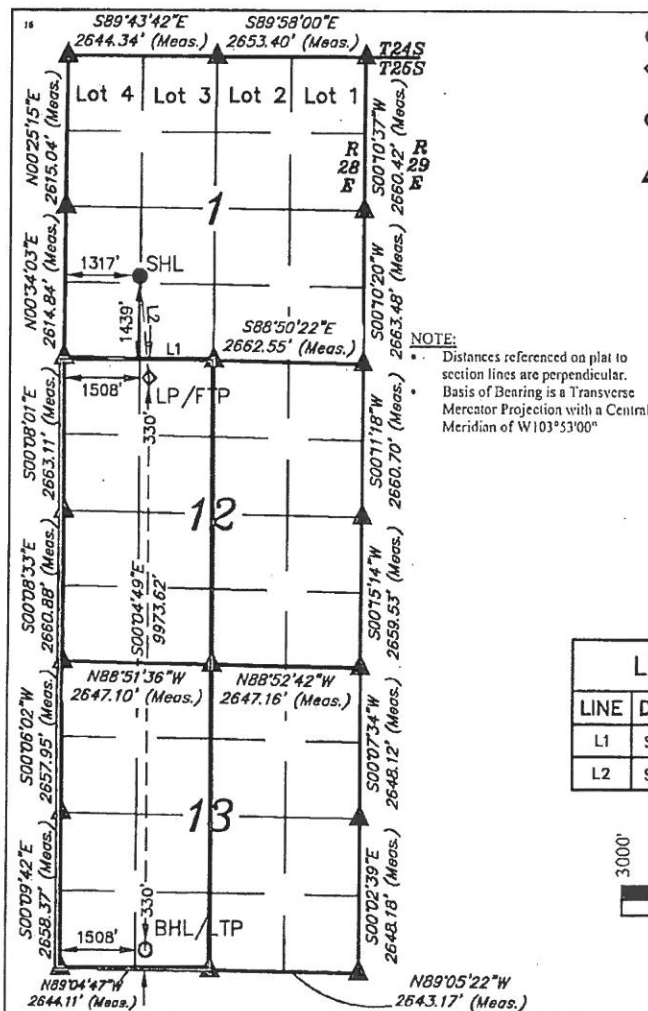 16
S89°43'42"E
2644.34' (Meas.)
S89°58'00"E
2653.40' (Meas.)
T24S
T25S
Lot 4
Lot 3
Lot 2
Lot 1
N00°25'15"E
2615.04' (Meas.)
R
28
E
S00°10'37"W
2660.42' (Meas.)
R
29
E
1
1317'
SHL
N00°34'03"E
2614.84' (Meas.)
1439'
L2
L1
S88°50'22"E
2662.55' (Meas.)
S00°10'20"W
2663.48' (Meas.)
NOTE:
• Distances referenced on plat to
section lines are perpendicular.
• Basis of Bearing is a Transverse
Mercator Projection with a Central
Meridian of W103°53'00"
1508'
LP/FTP
330'
S00°08'01"E
2663.11' (Meas.)
S00°11'18"W
2660.70' (Meas.)
12
S00°08'33"E
2660.88' (Meas.)
S00°04'49"E
9973.62'
S00°15'14"W
2659.53' (Meas.)
N88°51'36"W
2647.10' (Meas.)
N88°52'42"W
2647.16' (Meas.)
L
LINE
D
L1
S
L2
S
S00°06'02"W
2657.95' (Meas.)
S00°07'34"W
2648.12' (Meas.)
13
3000'
S00°09'42"E
2658.37' (Meas.)
330'
1508'
BHL/LTP
S00°02'39"E
2648.18' (Meas.)
N89°04'47"W
2644.11' (Meas.)
N89°05'22"W
2643.17' (Meas.)